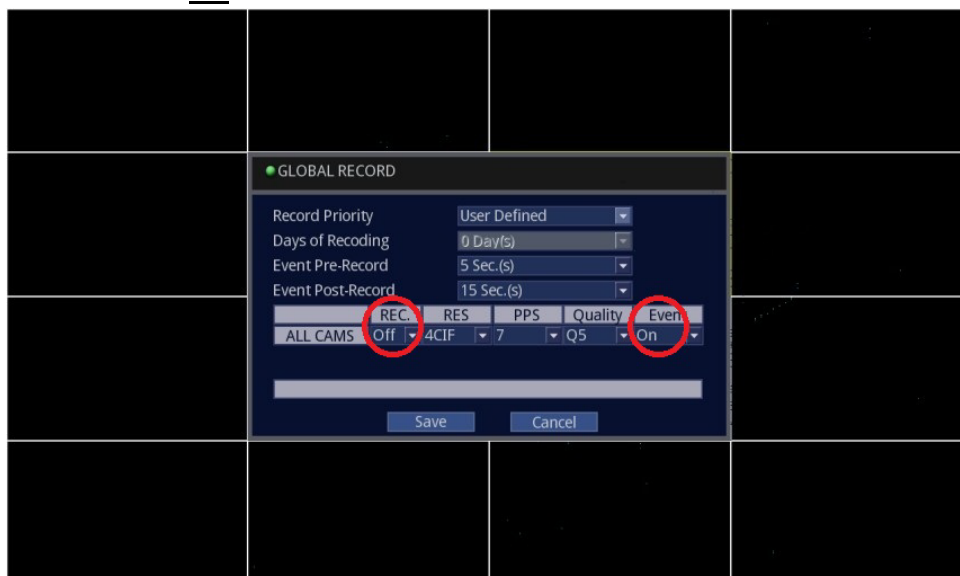 GLOBAL RECORD
Record Priority User Defined
Days of Recoding 0 Day(s)
Event Pre-Record 5 Sec.(s)
Event Post-Record 15 Sec.(s)
REC. RES PPS Quality Event
ALL CAMS Off 4CIF 7 Q5 On
Save Cancel